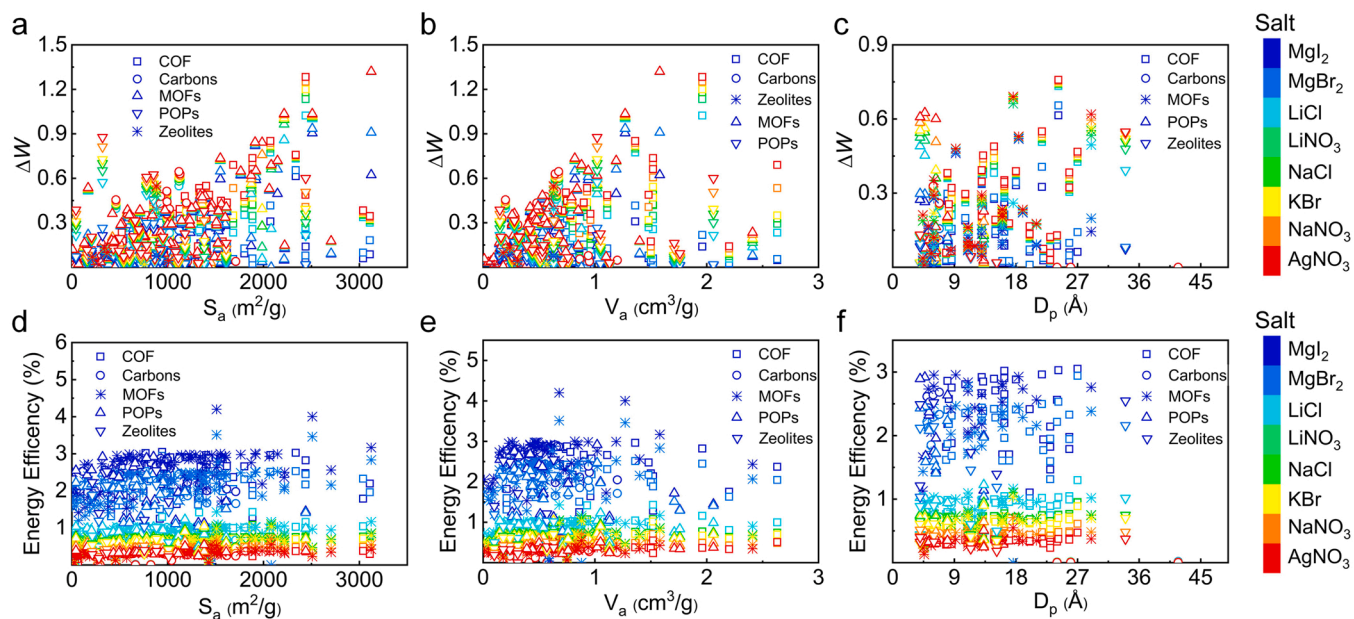 a
ΔW
1.5
1.2
0.9
0.6
0.3
COF
Carbons
MOFs
POPs
Zeolites
0
1000
2000
3000
Sa (m²/g)
b
ΔW
1.5
1.2
0.9
0.6
0.3
COF
Carbons
Zeolites
MOFs
POPs
0
1
2
3
Va (cm³/g)
c
ΔW
0.9
0.6
0.3
COF
Carbons
MOFs
POPs
Zeolites
0
9
18
27
36
45
Dp (Å)
Salt
MgI₂
MgBr₂
LiCl
LiNO₃
NaCl
KBr
NaNO₃
AgNO₃
d
Energy Efficency (%)
6
5
4
3
2
1
COF
Carbons
MOFs
POPs
Zeolites
0
1000
2000
3000
Sa (m²/g)
e
Energy Efficency (%)
5
4
3
2
1
COF
Carbons
MOFs
POPs
Zeolites
0
1
2
3
Va (cm³/g)
f
Energy Efficency (%)
3
2
1
COF
Carbons
MOFs
POPs
Zeolites
0
9
18
27
36
45
Dp (Å)
Salt
MgI₂
MgBr₂
LiCl
LiNO₃
NaCl
KBr
NaNO₃
AgNO₃